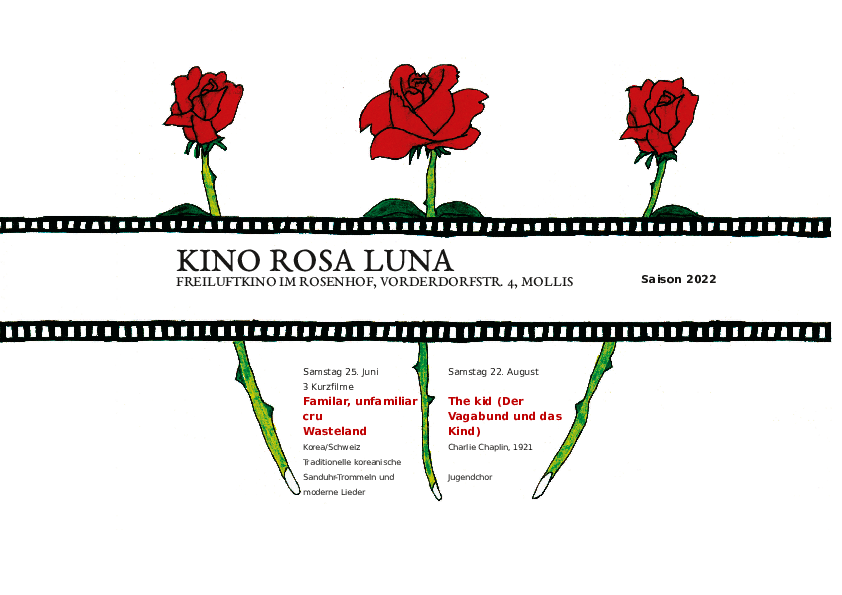 KINO ROSA LUNA
FREILUFTKINO IM ROSENHOF, VORDERDORFSTR. 4, MOLLIS
Saison 2022
Samstag 25. Juni
3 Kurzfilme
Familar, unfamiliar
cru
Wasteland
Korea/Schweiz
Traditionelle koreanische
Sanduhr-Trommeln und
moderne Lieder
Samstag 22. August
The kid (Der
Vagabund und das
Kind)
Charlie Chaplin, 1921
Jugendchor